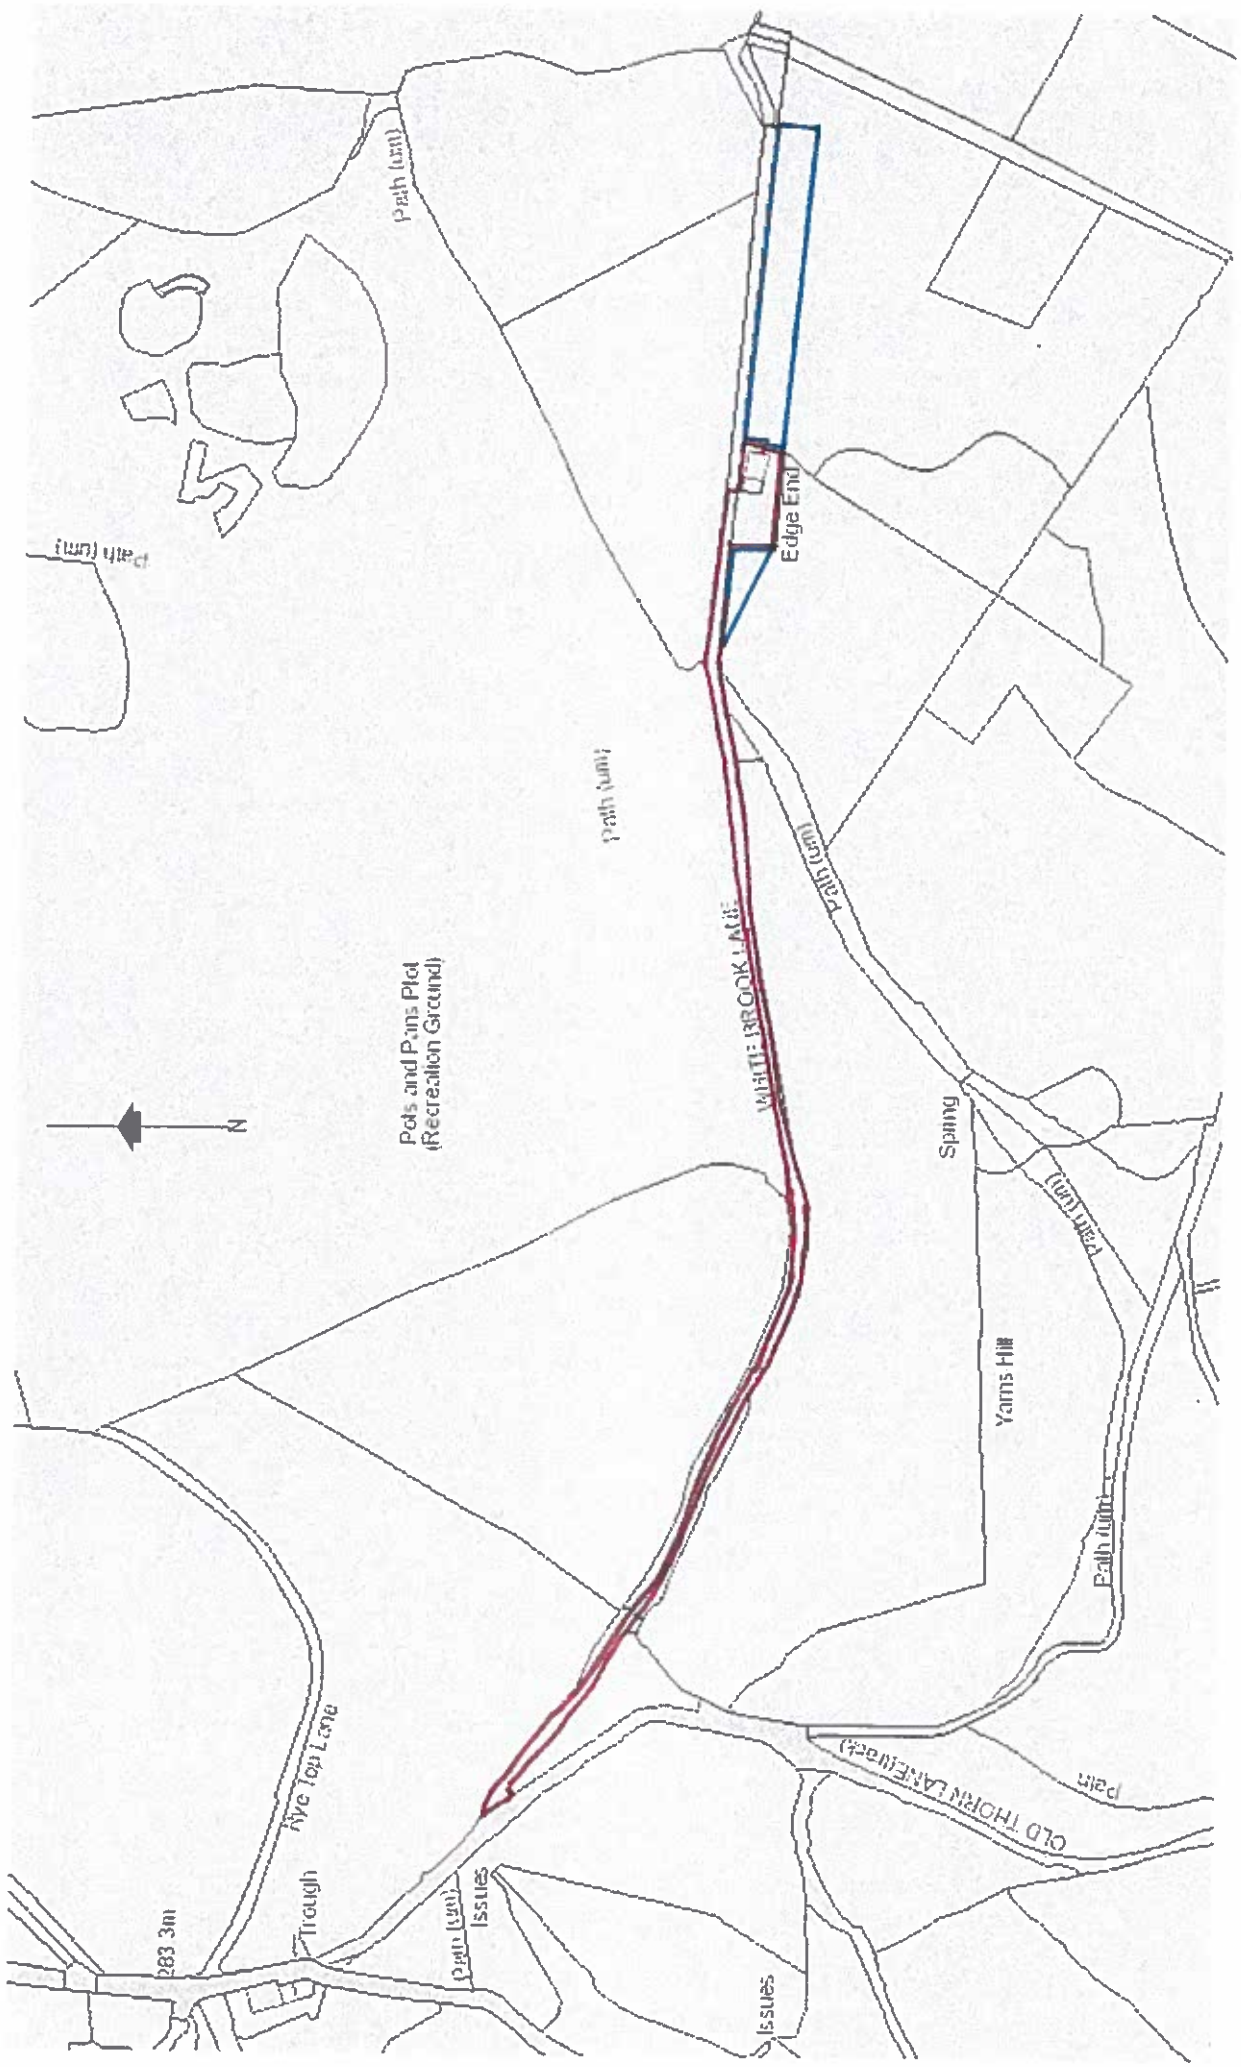 283 3m
Nye Top Lane
Trough
Path (um)
Issues
Issues
OLD THORN LANE(track)
Path
Path (um)
Yarns Hill
Path (um)
Spring
N
Pots and Pans Plot
(Recreation Ground)
WHITE BROOK LANE
Path (um)
Path (um)
Edge End
Path (um)
Path (um)